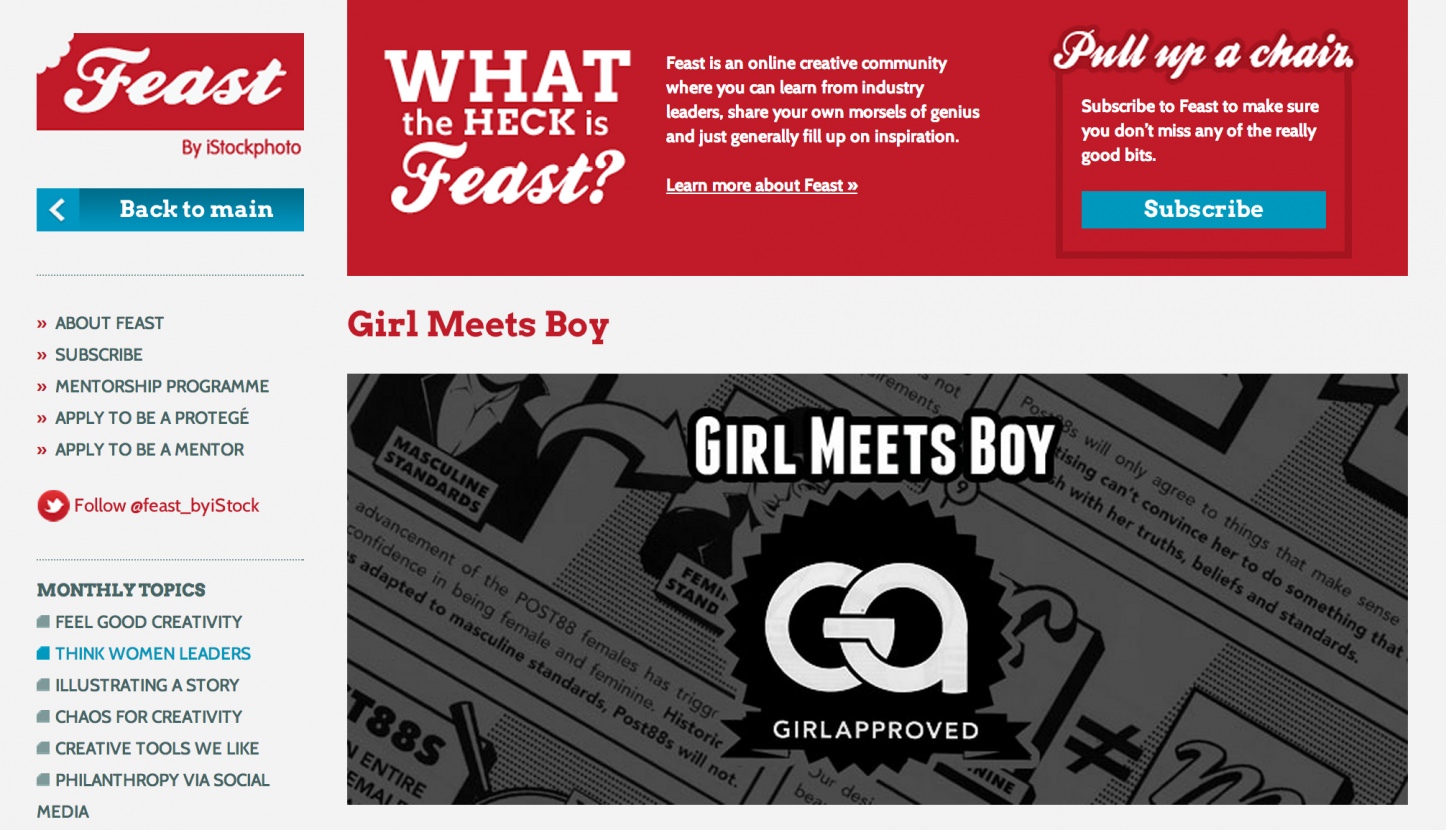 Feast
By iStockphoto
Back to main
» ABOUT FEAST
» SUBSCRIBE
» MENTORSHIP PROGRAMME
» APPLY TO BE A PROTEGÉ
» APPLY TO BE A MENTOR
Follow @feast_byiStock
MONTHLY TOPICS
FEEL GOOD CREATIVITY
THINK WOMEN LEADERS
ILLUSTRATING A STORY
CHAOS FOR CREATIVITY
CREATIVE TOOLS WE LIKE
PHILANTHROPY VIA SOCIAL
MEDIA
WHAT
the HECK is
Feast?
Feast is an online creative community
where you can learn from industry
leaders, share your own morsels of genius
and just generally fill up on inspiration.
Learn more about Feast »
Pull up a chair.
Subscribe to Feast to make sure
you don't miss any of the really
good bits.
Subscribe
Girl Meets Boy
GIRL MEETS BOY
GA
GIRLAPPROVED
MASCULINE
STANDARDS
advancement of the POST88 females has
confidence in being female and feminine. Historic
adapted to masculine standards, Post88s will not.
not
9
Post88s will only agree to things that make sense
can't convince her to do something that
with her truths, beliefs and standards.
T88S
AN ENTIRE
≠
Our